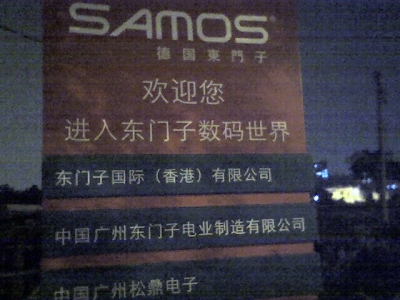 SAMOS®
德国東門子
欢迎您
进入东门子数码世界
东门子国际（香港）有限公司
中国广州东门子电业制造有限公司
中国广州松鼎电子